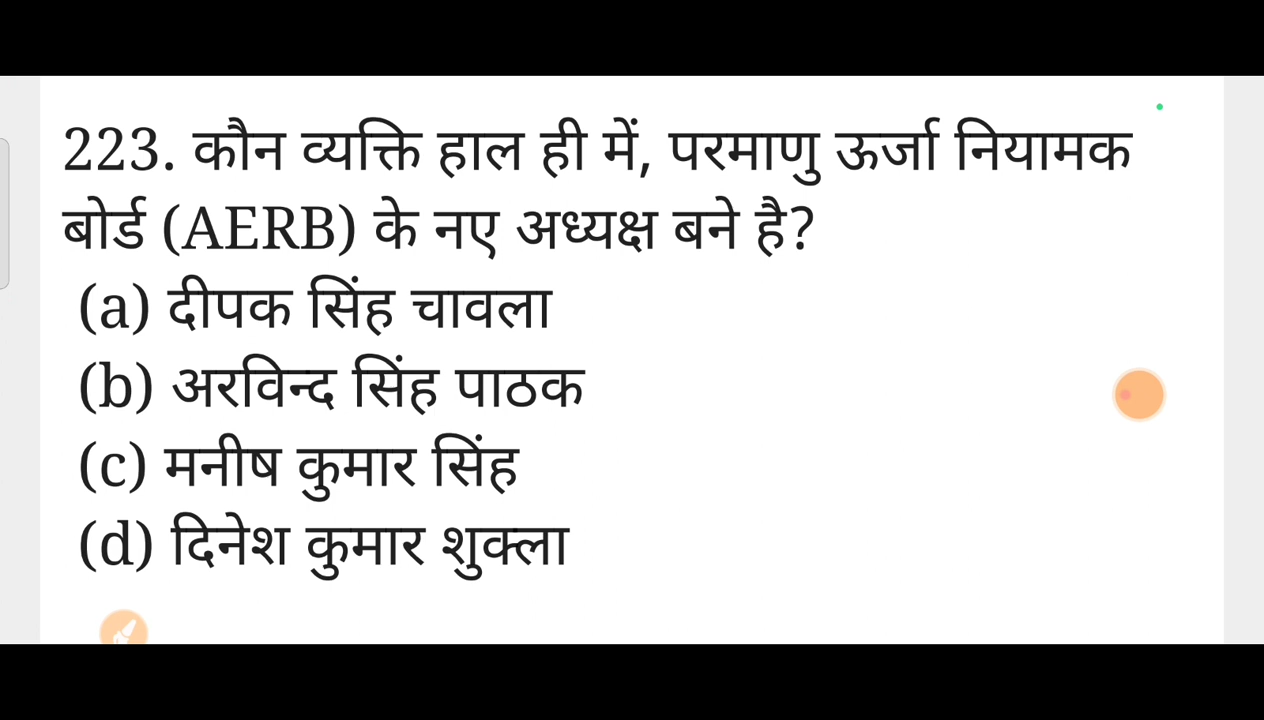 223. कौन व्यक्ति हाल ही में, परमाणु ऊर्जा नियामक
बोर्ड (AERB) के नए अध्यक्ष बने है?
(a) दीपक सिंह चावला
(b) अरविन्द सिंह पाठक
(c) मनीष कुमार सिंह
(d) दिनेश कुमार शुक्ला